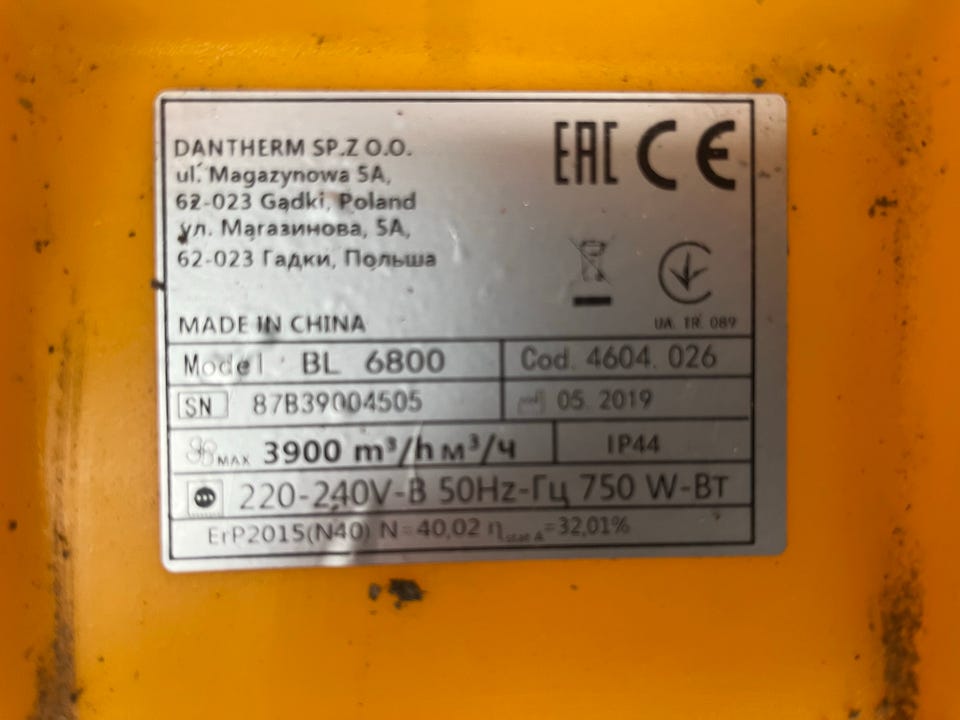 DANTHERM SP.Z O.O.
ul. Magazynowa 5A,
62-023 Gądki, Poland
ул. Магазинова, 5A,
62-023 Гадки, Польша
EAC CE
UA. TR. 089
MADE IN CHINA
Model BL 6800
Cod. 4604. 026
SN 87B39004505
05. 2019
MAX 3900 m³/h м³/ч
IP44
220-240V-B 50Hz-Гц 750 W-Вт
ErP2015(N40) N=40,02 η stat A=32,01%